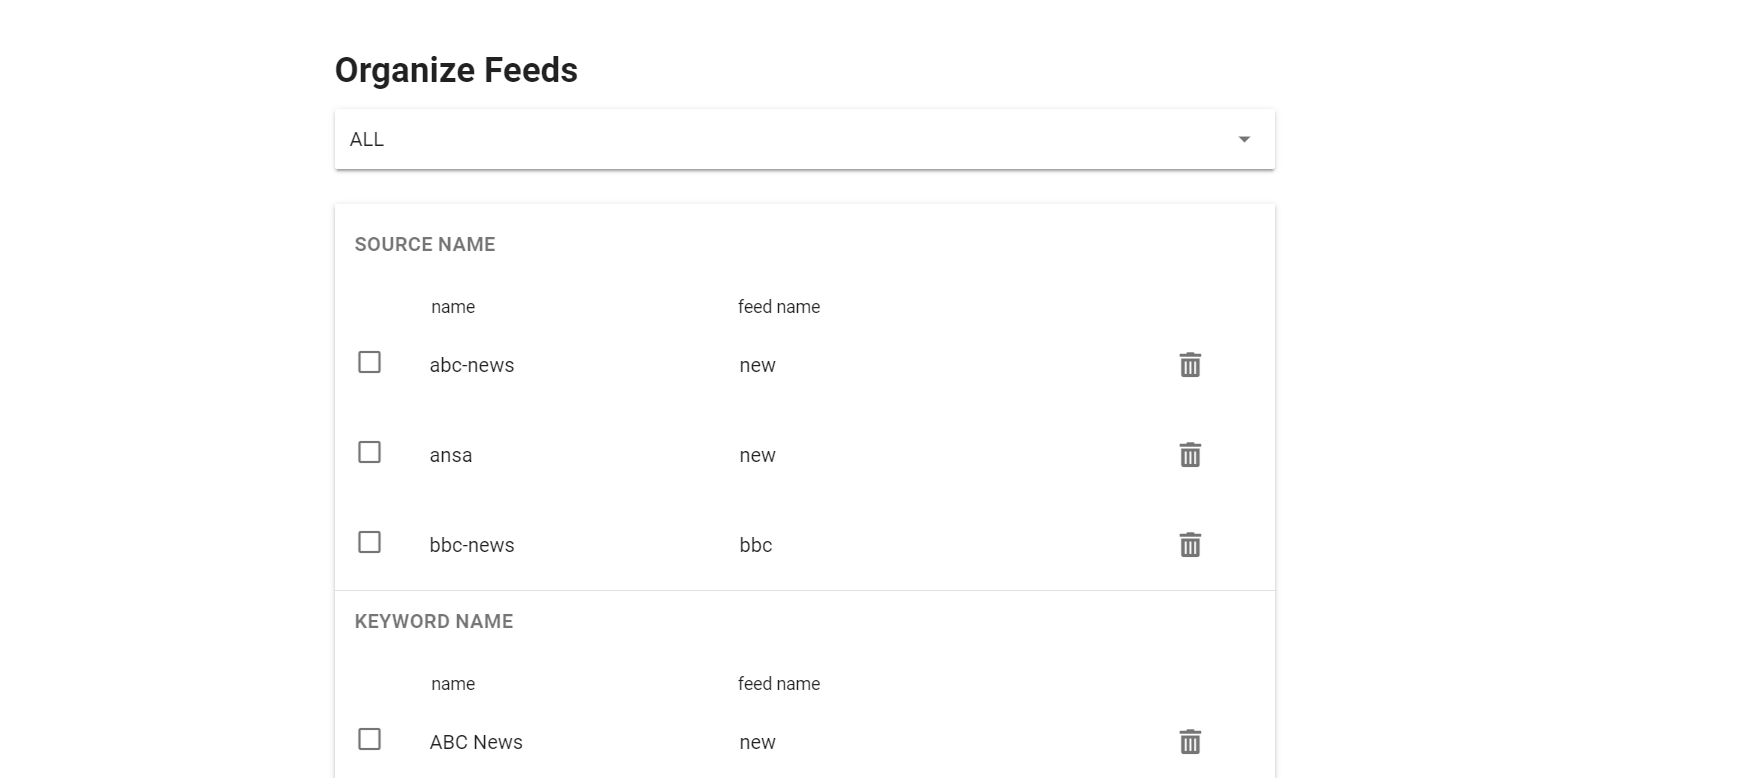 Organize Feeds
ALL
SOURCE NAME
name feed name
abc-news new
ansa new
bbc-news bbc
KEYWORD NAME
name feed name
ABC News new